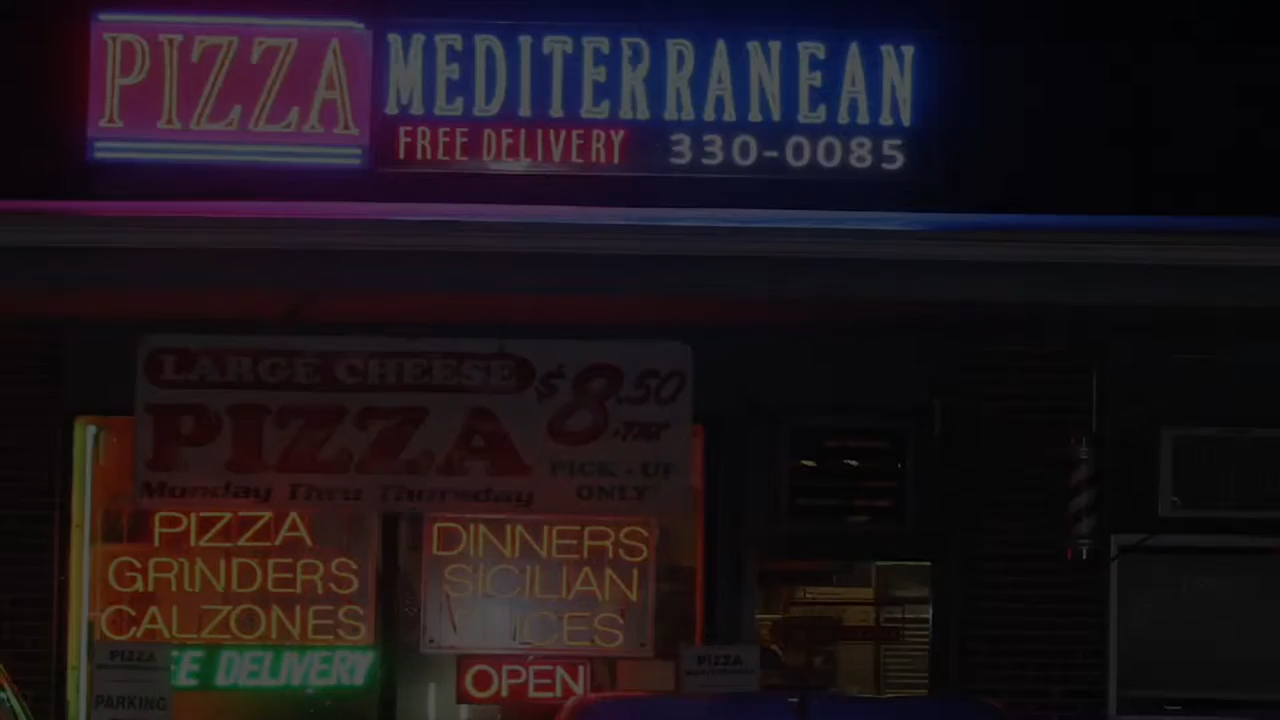 PIZZA MEDITERRANEAN
FREE DELIVERY 330-0085
LARGE CHEESE $8.50
PIZZA +TAX
PICK-UP
Monday Thru Thursday ONLY
PIZZA
GRINDERS
CALZONES
DINNERS
SICILIAN
DELIVERY
OPEN
PIZZA
PARKING
PIZZA